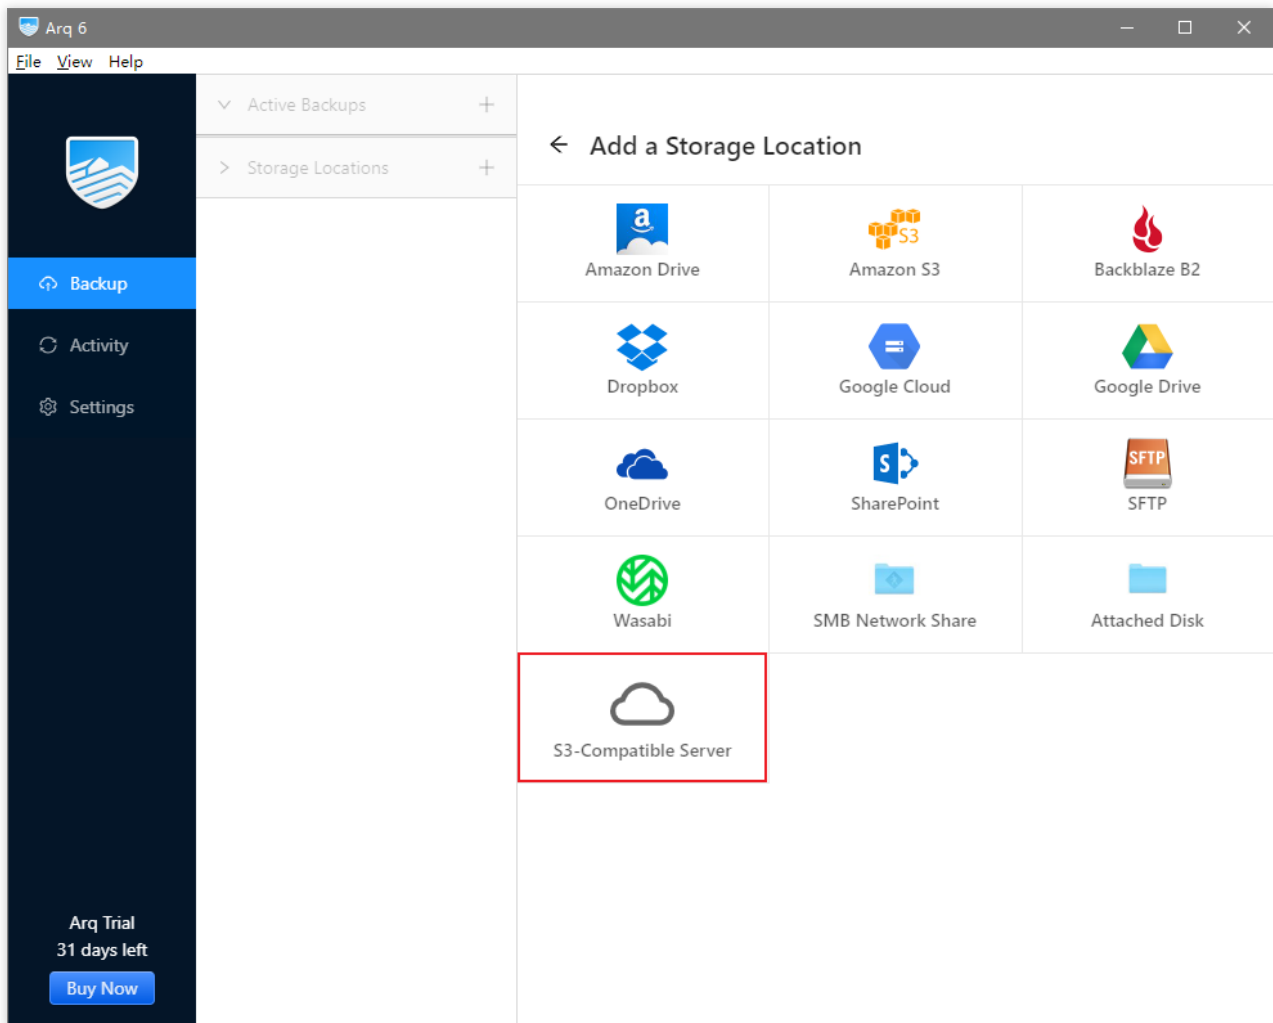 Arq 6
File View Help
Active Backups
Storage Locations
Backup
Activity
Settings
Arq Trial
31 days left
Buy Now
Add a Storage Location
a
Amazon Drive
S3
Amazon S3
Backblaze B2
Dropbox
Google Cloud
Google Drive
OneDrive
S
SharePoint
SFTP
SFTP
Wasabi
SMB Network Share
Attached Disk
S3-Compatible Server